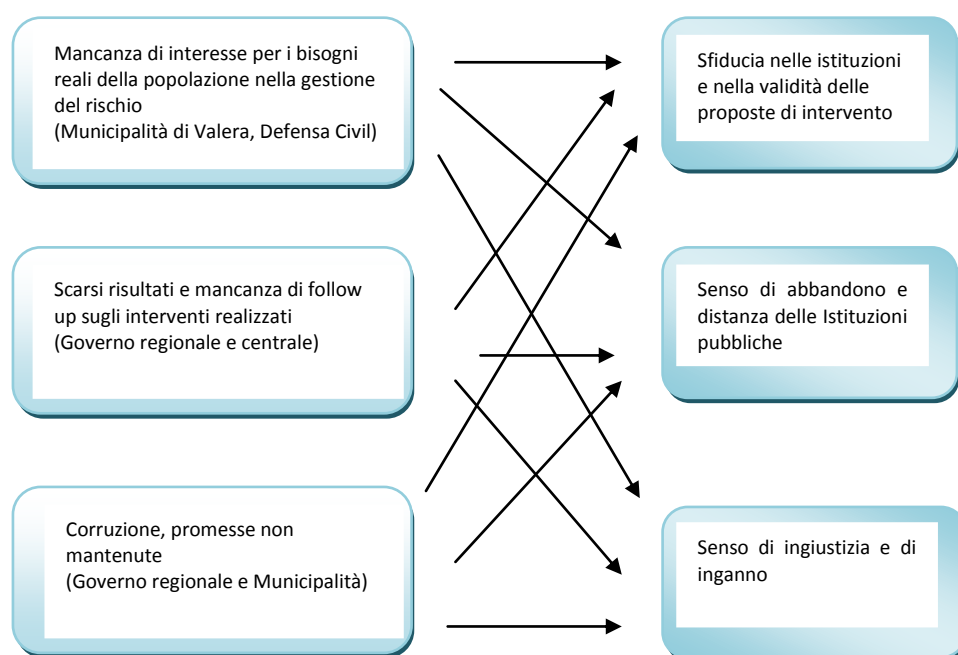 Mancanza di interesse per i bisogni
reali della popolazione nella gestione
del rischio
(Municipalità di Valera, Defensa Civil)
Sfiducia nelle istituzioni
e nella validità delle
proposte di intervento
Scarsi risultati e mancanza di follow
up sugli interventi realizzati
(Governo regionale e centrale)
Senso di abbandono e
distanza delle Istituzioni
pubbliche
Corruzione, promesse non
mantenute
(Governo regionale e Municipalità)
Senso di ingiustizia e di
inganno